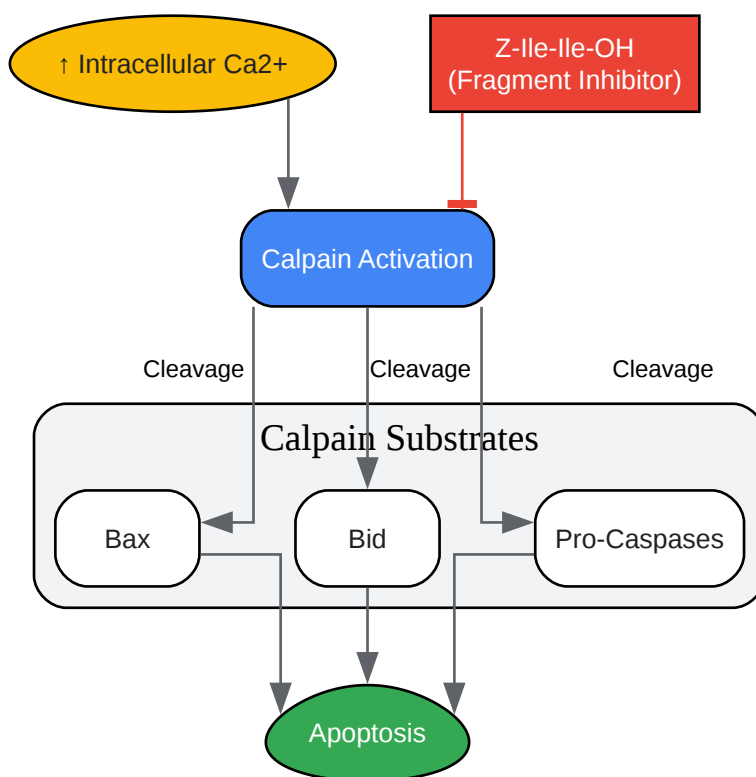 ↑ Intracellular Ca2+
Z-Ile-Ile-OH
(Fragment Inhibitor)
Calpain Activation
Cleavage
Cleavage
Cleavage
Calpain Substrates
Bax
Bid
Pro-Caspases
Apoptosis